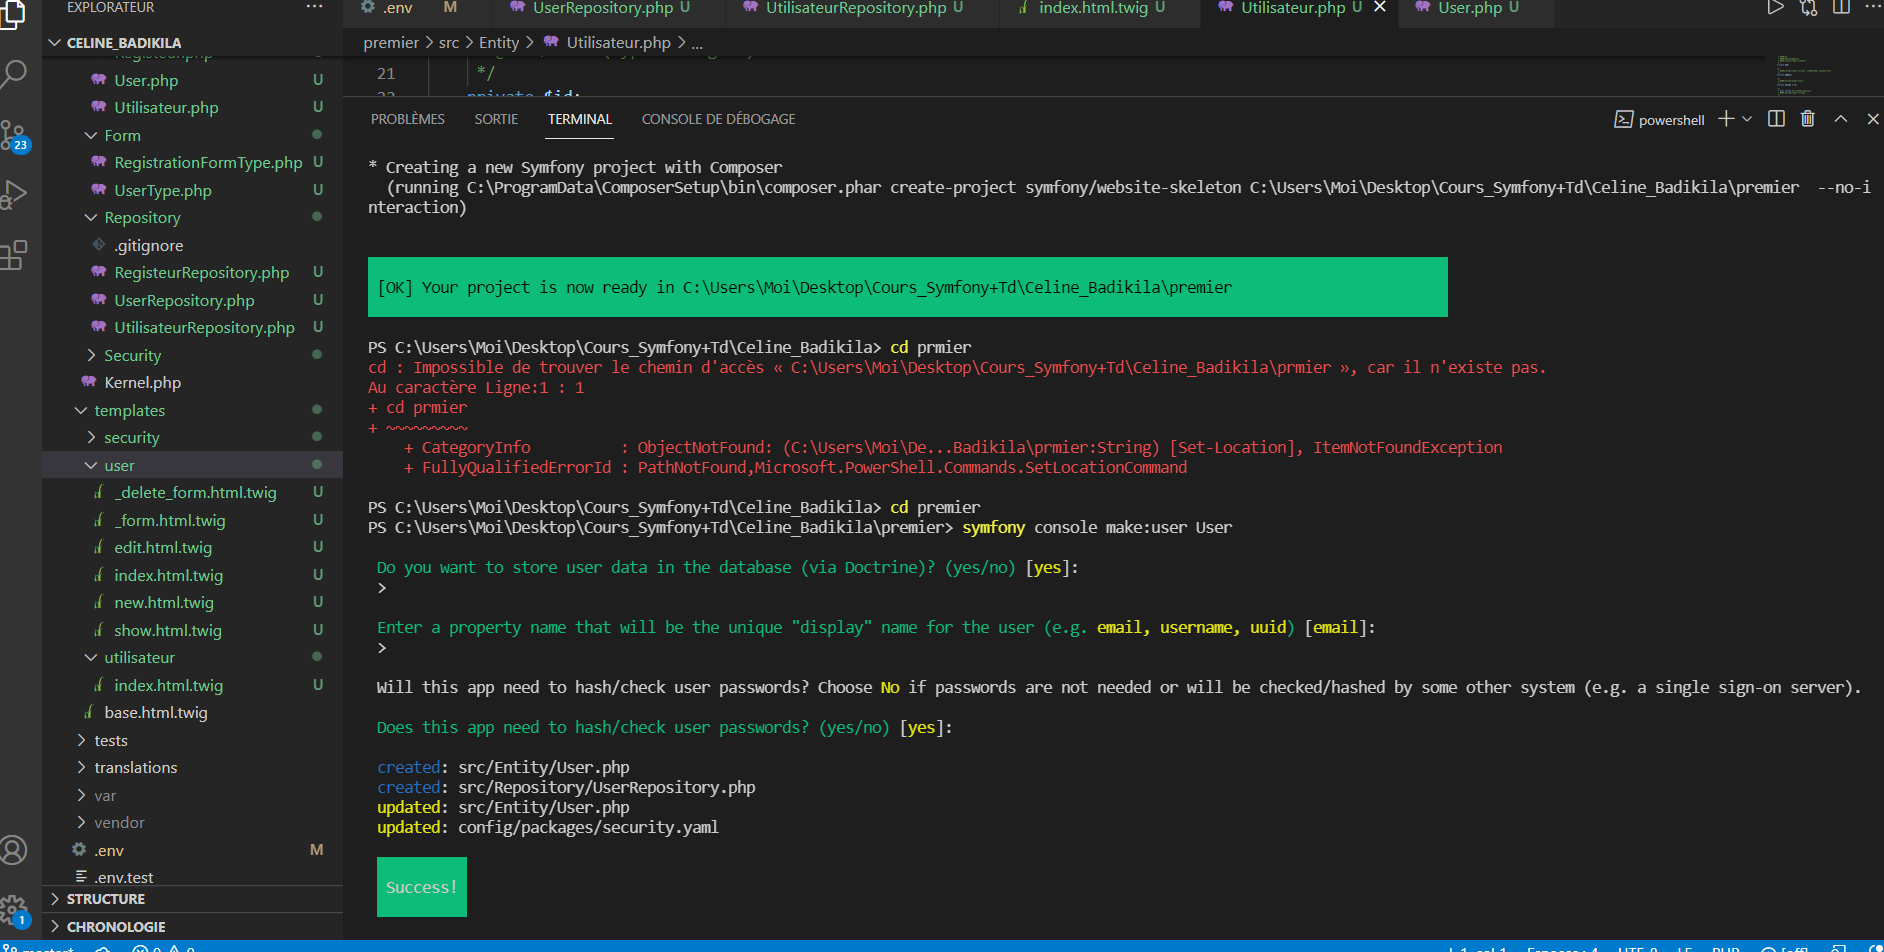 EXPLORATEUR ...
CELINE_BADIKILA
User.php U
Utilisateur.php U
Form
RegistrationFormType.php U
UserType.php U
Repository
.gitignore
RegisteurRepository.php U
UserRepository.php U
UtilisateurRepository.php U
Security
Kernel.php
templates
security
user
_delete_form.html.twig U
_form.html.twig U
edit.html.twig U
index.html.twig U
new.html.twig U
show.html.twig U
utilisateur
index.html.twig U
base.html.twig
tests
translations
var
vendor
.env M
.env.test
STRUCTURE
CHRONOLOGIE
23
1
.env M
UserRepository.php U
UtilisateurRepository.php U
index.html.twig U
Utilisateur.php U
User.php U
premier > src > Entity > Utilisateur.php > ...
21 */
22 private $id;
PROBLÈMES SORTIE TERMINAL CONSOLE DE DÉBOGAGE
powershell
* Creating a new Symfony project with Composer
(running C:\ProgramData\ComposerSetup\bin\composer.phar create-project symfony/website-skeleton C:\Users\Moi\Desktop\Cours_Symfony+Td\Celine_Badikila\premier --no-i
nteraction)
[OK] Your project is now ready in C:\Users\Moi\Desktop\Cours_Symfony+Td\Celine_Badikila\premier
PS C:\Users\Moi\Desktop\Cours_Symfony+Td\Celine_Badikila> cd prmier
cd : Impossible de trouver le chemin d'accès « C:\Users\Moi\Desktop\Cours_Symfony+Td\Celine_Badikila\prmier », car il n'existe pas.
Au caractère Ligne:1 : 1
+ cd prmier
+ ~~~~~~~~~
+ CategoryInfo : ObjectNotFound: (C:\Users\Moi\De...Badikila\prmier:String) [Set-Location], ItemNotFoundException
+ FullyQualifiedErrorId : PathNotFound,Microsoft.PowerShell.Commands.SetLocationCommand
PS C:\Users\Moi\Desktop\Cours_Symfony+Td\Celine_Badikila> cd premier
PS C:\Users\Moi\Desktop\Cours_Symfony+Td\Celine_Badikila\premier> symfony console make:user User
Do you want to store user data in the database (via Doctrine)? (yes/no) [yes]:
>
Enter a property name that will be the unique "display" name for the user (e.g. email, username, uuid) [email]:
>
Will this app need to hash/check user passwords? Choose No if passwords are not needed or will be checked/hashed by some other system (e.g. a single sign-on server).
Does this app need to hash/check user passwords? (yes/no) [yes]:
created: src/Entity/User.php
created: src/Repository/UserRepository.php
updated: src/Entity/User.php
updated: config/packages/security.yaml
Success!